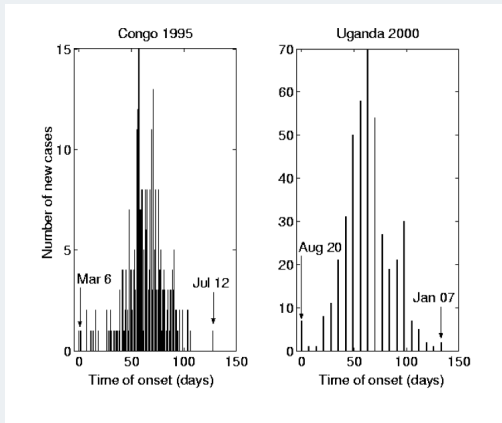 Congo 1995
15
10
5
0
Number of new cases
Mar 6
Jul 12
0 50 100 150
Time of onset (days)
Uganda 2000
70
60
50
40
30
20
10
0
Aug 20
Jan 07
0 50 100 150
Time of onset (days)